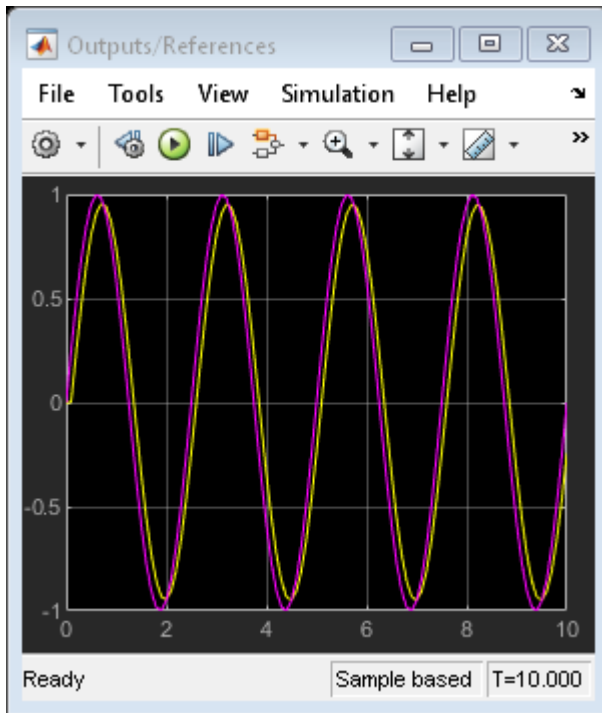 Outputs/References
File Tools View Simulation Help
1
0.5
0
-0.5
-1
0 2 4 6 8 10
Ready Sample based T=10.000